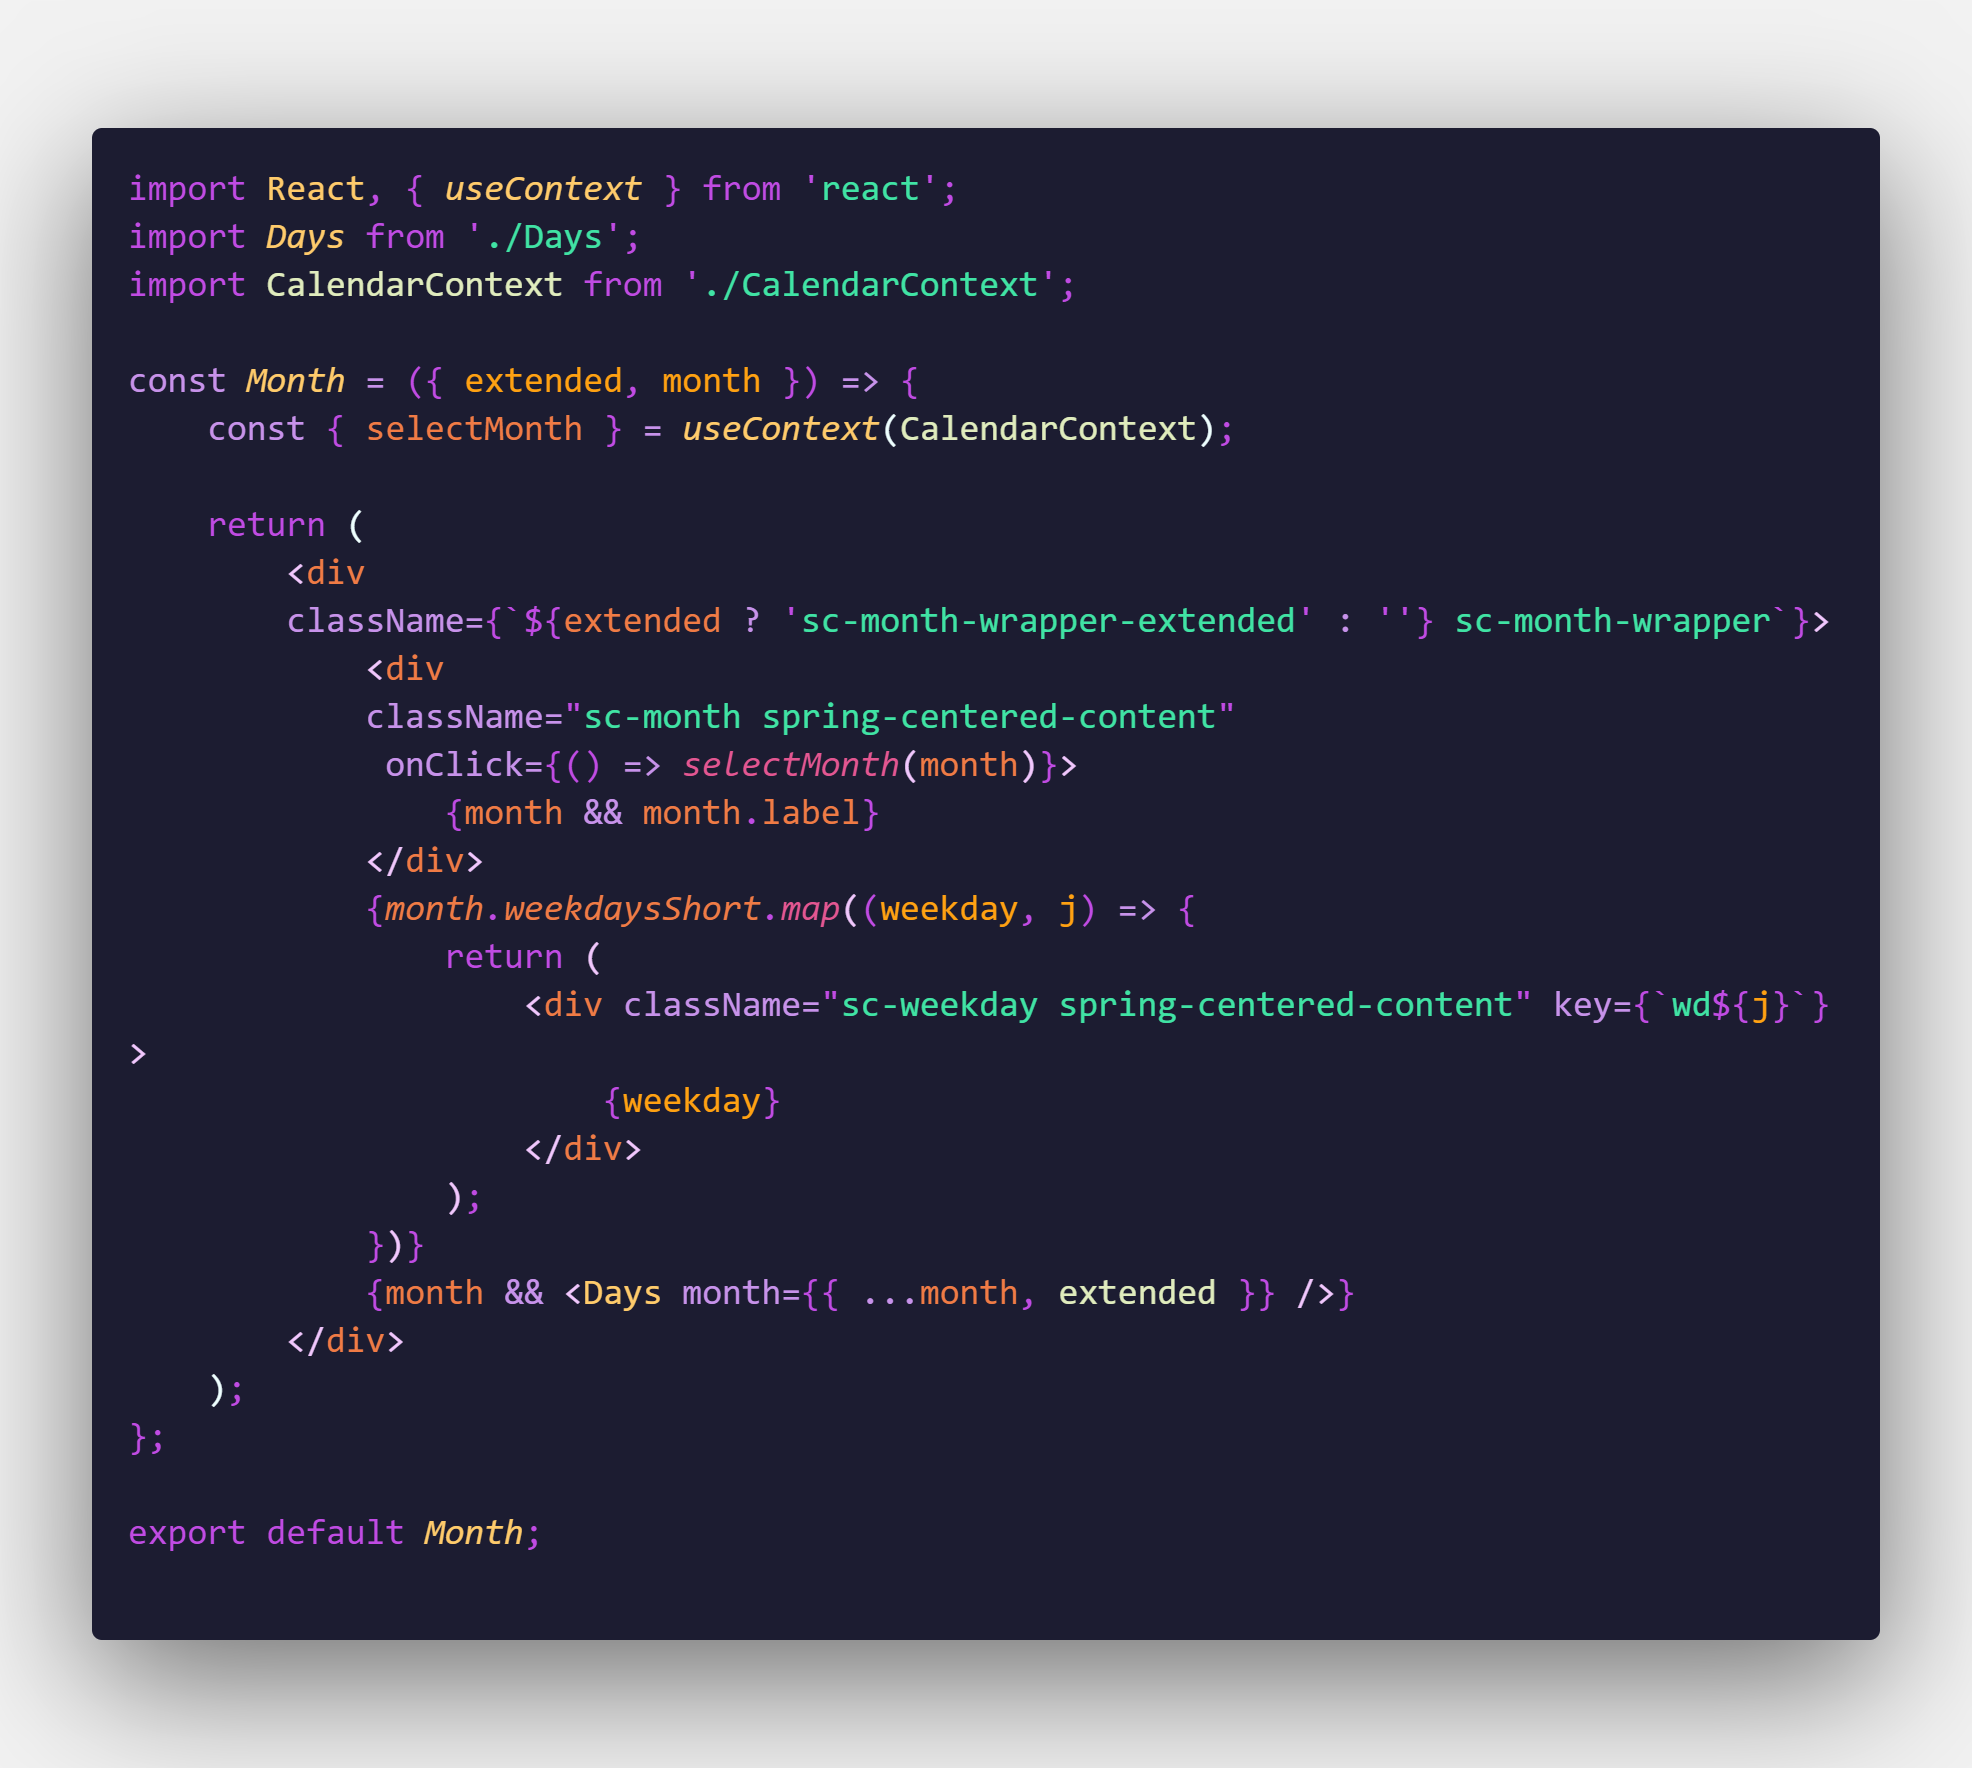 import React, { useContext } from 'react';
import Days from './Days';
import CalendarContext from './CalendarContext';

const Month = ({ extended, month }) => {
    const { selectMonth } = useContext(CalendarContext);

    return (
        <div
        className={`${extended ? 'sc-month-wrapper-extended' : ''} sc-month-wrapper`}>
            <div
            className="sc-month spring-centered-content"
             onClick={() => selectMonth(month)}>
                {month && month.label}
            </div>
            {month.weekdaysShort.map((weekday, j) => {
                return (
                    <div className="sc-weekday spring-centered-content" key={`wd${j}`}
>
                        {weekday}
                    </div>
                );
            })}
            {month && <Days month={{ ...month, extended }} />}
        </div>
    );
};

export default Month;